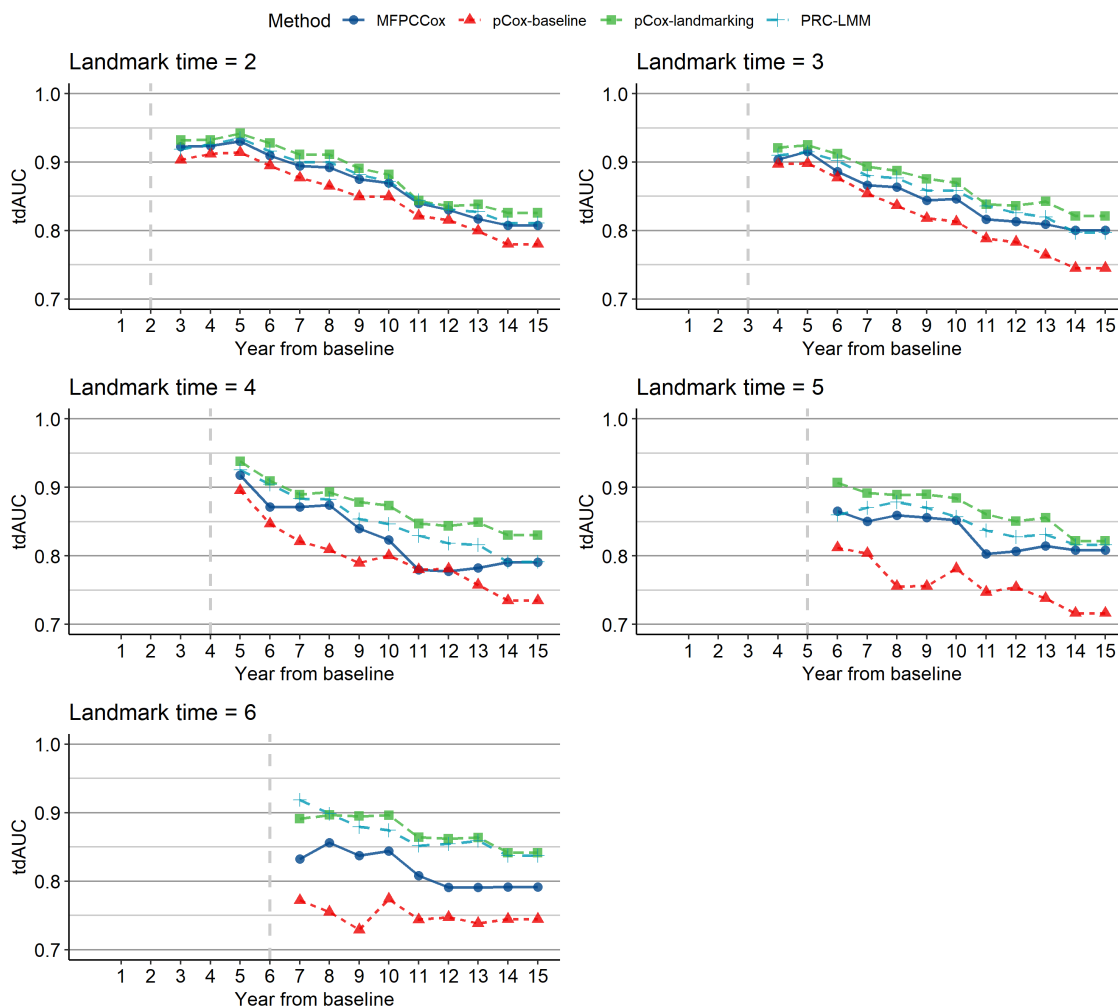 Method MFPCCox pCox-baseline pCox-landmarking PRC-LMM
Landmark time = 2
1.0
0.9
0.8
0.7
tdAUC
1 2 3 4 5 6 7 8 9 10 11 12 13 14 15
Year from baseline
Landmark time = 3
1.0
0.9
0.8
0.7
tdAUC
1 2 3 4 5 6 7 8 9 10 11 12 13 14 15
Year from baseline
Landmark time = 4
1.0
0.9
0.8
0.7
tdAUC
1 2 3 4 5 6 7 8 9 10 11 12 13 14 15
Year from baseline
Landmark time = 5
1.0
0.9
0.8
0.7
tdAUC
1 2 3 4 5 6 7 8 9 10 11 12 13 14 15
Year from baseline
Landmark time = 6
1.0
0.9
0.8
0.7
tdAUC
1 2 3 4 5 6 7 8 9 10 11 12 13 14 15
Year from baseline